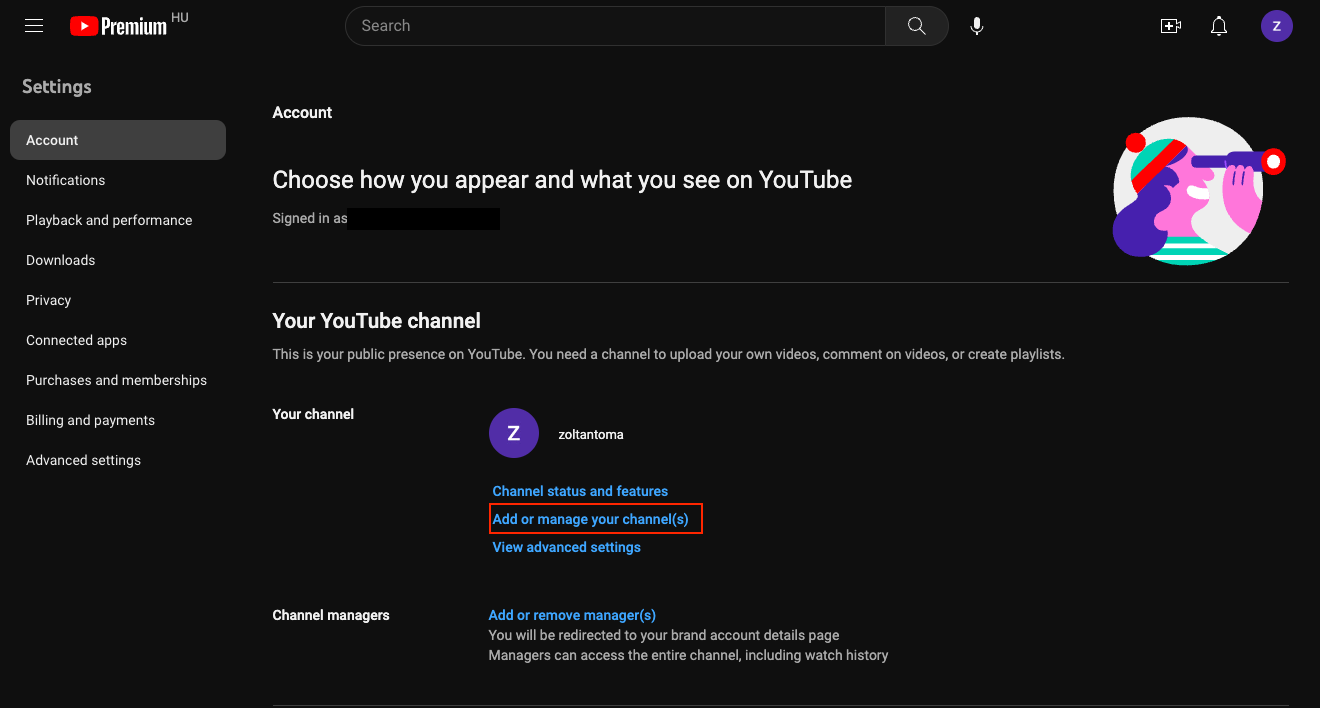 Premium HU
Search
Z
Settings
Account
Notifications
Playback and performance
Downloads
Privacy
Connected apps
Purchases and memberships
Billing and payments
Advanced settings
Account
Choose how you appear and what you see on YouTube
Signed in as
Your YouTube channel
This is your public presence on YouTube. You need a channel to upload your own videos, comment on videos, or create playlists.
Your channel
Z
zoltantoma
Channel status and features
Add or manage your channel(s)
View advanced settings
Channel managers
Add or remove manager(s)
You will be redirected to your brand account details page
Managers can access the entire channel, including watch history